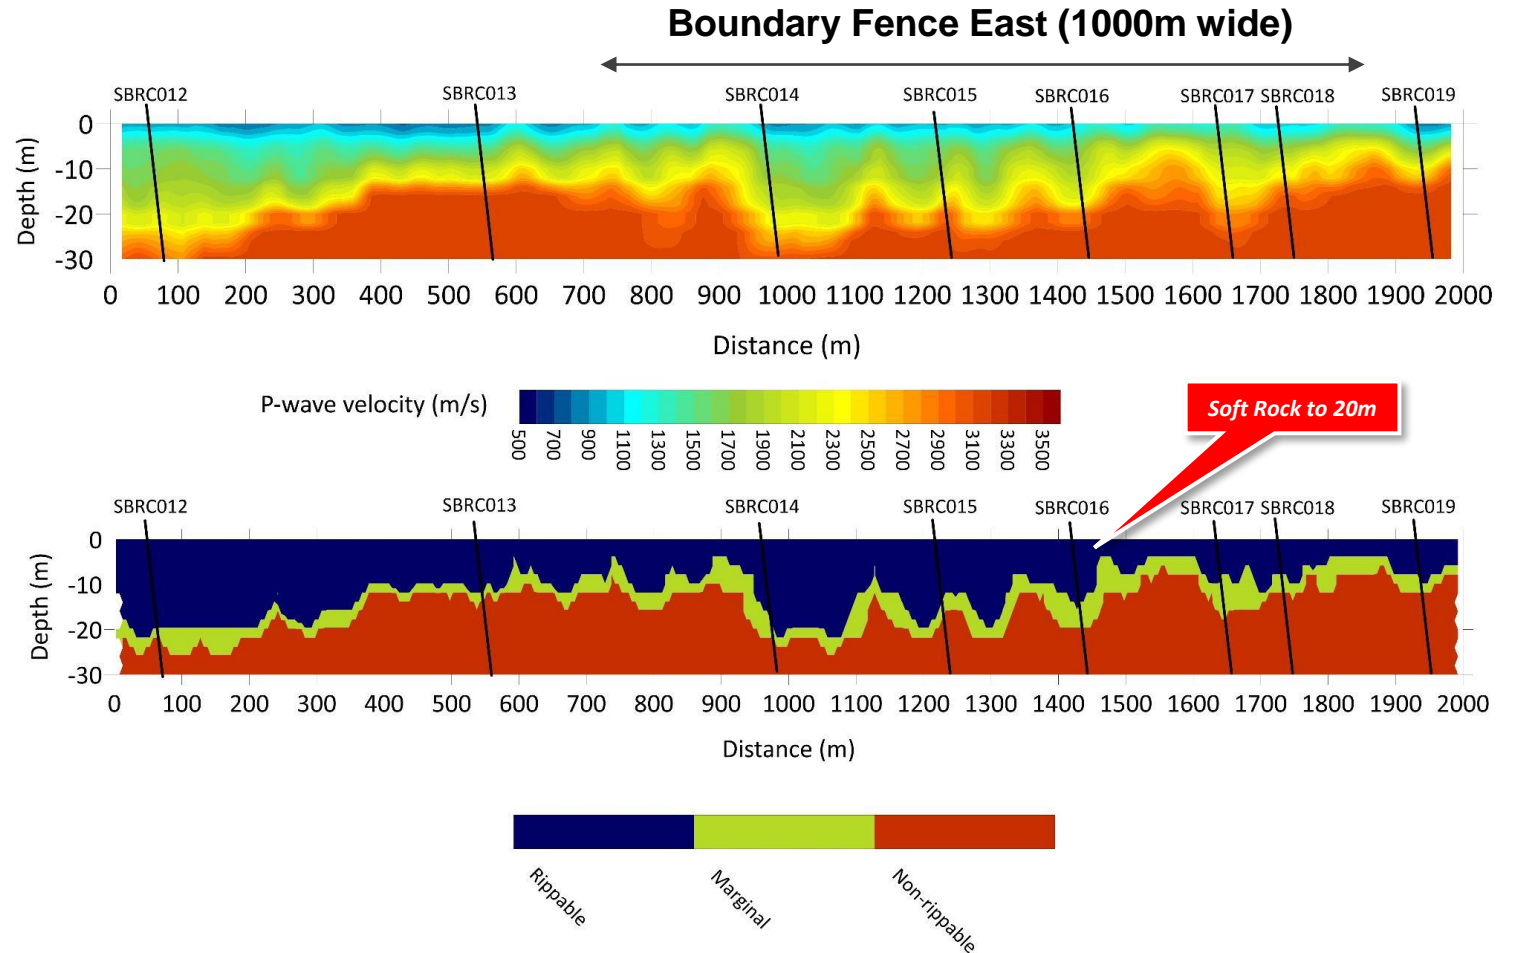 Boundary Fence East (1000m wide)
SBRC012 SBRC013 SBRC014 SBRC015 SBRC016 SBRC017 SBRC018 SBRC019
Depth (m)
0
-10
-20
-30
0 100 200 300 400 500 600 700 800 900 1000 1100 1200 1300 1400 1500 1600 1700 1800 1900 2000
Distance (m)
P-wave velocity (m/s)
500 700 900 1100 1300 1500 1700 1900 2100 2300 2500 2700 2900 3100 3300 3500
Soft Rock to 20m
SBRC012 SBRC013 SBRC014 SBRC015 SBRC016 SBRC017 SBRC018 SBRC019
Depth (m)
0
-10
-20
-30
0 100 200 300 400 500 600 700 800 900 1000 1100 1200 1300 1400 1500 1600 1700 1800 1900 2000
Distance (m)
Rippable
Marginal
Non-rippable